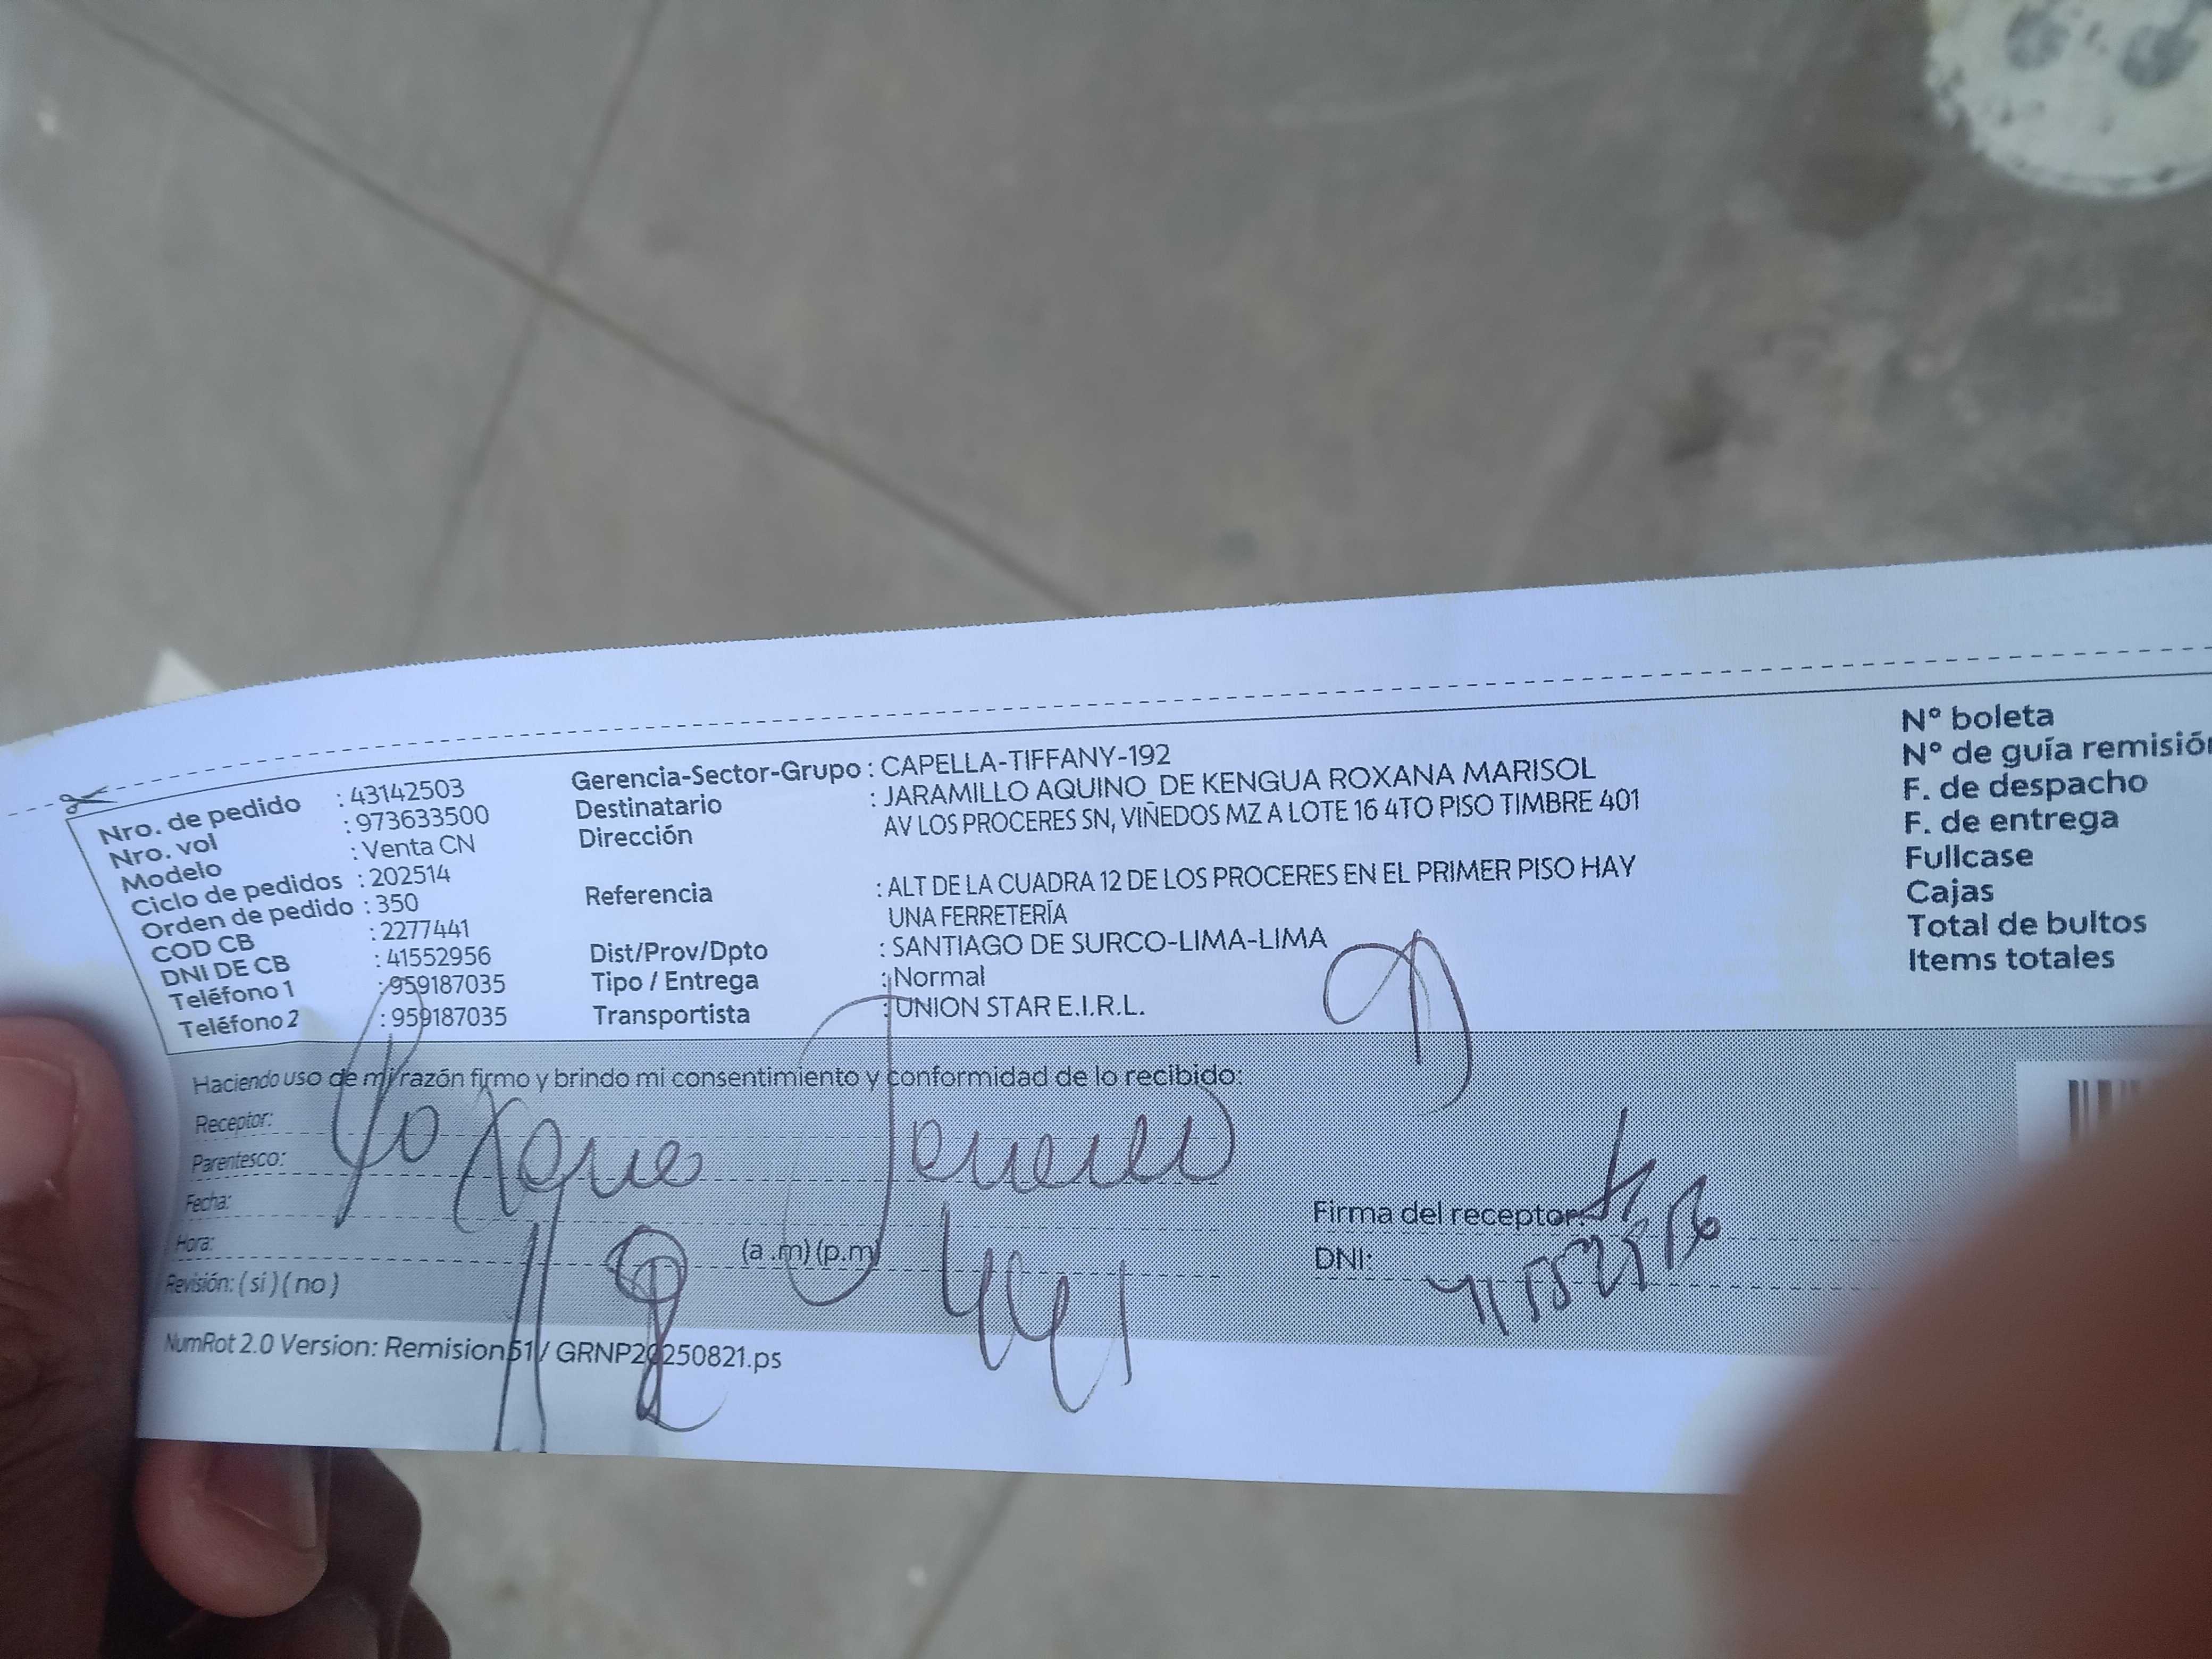 Nro. de pedido : 43142503
Nro. vol : 973633500
Modelo : Venta CN
Ciclo de pedidos : 202514
Orden de pedido : 350
COD CB : 2277441
DNI DE CB : 41552956
Teléfono 1 : 959187035
Teléfono 2 : 959187035
Gerencia-Sector-Grupo : CAPELLA-TIFFANY-192
Destinatario : JARAMILLO AQUINO DE KENGUA ROXANA MARISOL
Dirección AV LOS PROCERES SN, VIÑEDOS MZ A LOTE 16 4TO PISO TIMBRE 401
Referencia : ALT DE LA CUADRA 12 DE LOS PROCERES EN EL PRIMER PISO HAY
UNA FERRETERÍA
Dist/Prov/Dpto : SANTIAGO DE SURCO-LIMA-LIMA
Tipo / Entrega : Normal
Transportista : UNION STAR E.I.R.L.
N° boleta
N° de guía remisión
F. de despacho
F. de entrega
Fullcase
Cajas
Total de bultos
Items totales
Haciendo uso de mi razón firmo y brindo mi consentimiento y conformidad de lo recibido:
Receptor:
Parentesco:
Fecha:
Hora: (a .m) (p.m)
Revisión: ( si ) ( no )
Firma del receptor:
DNI:
NumRot 2.0 Version: Remision51 / GRNP20250821.ps